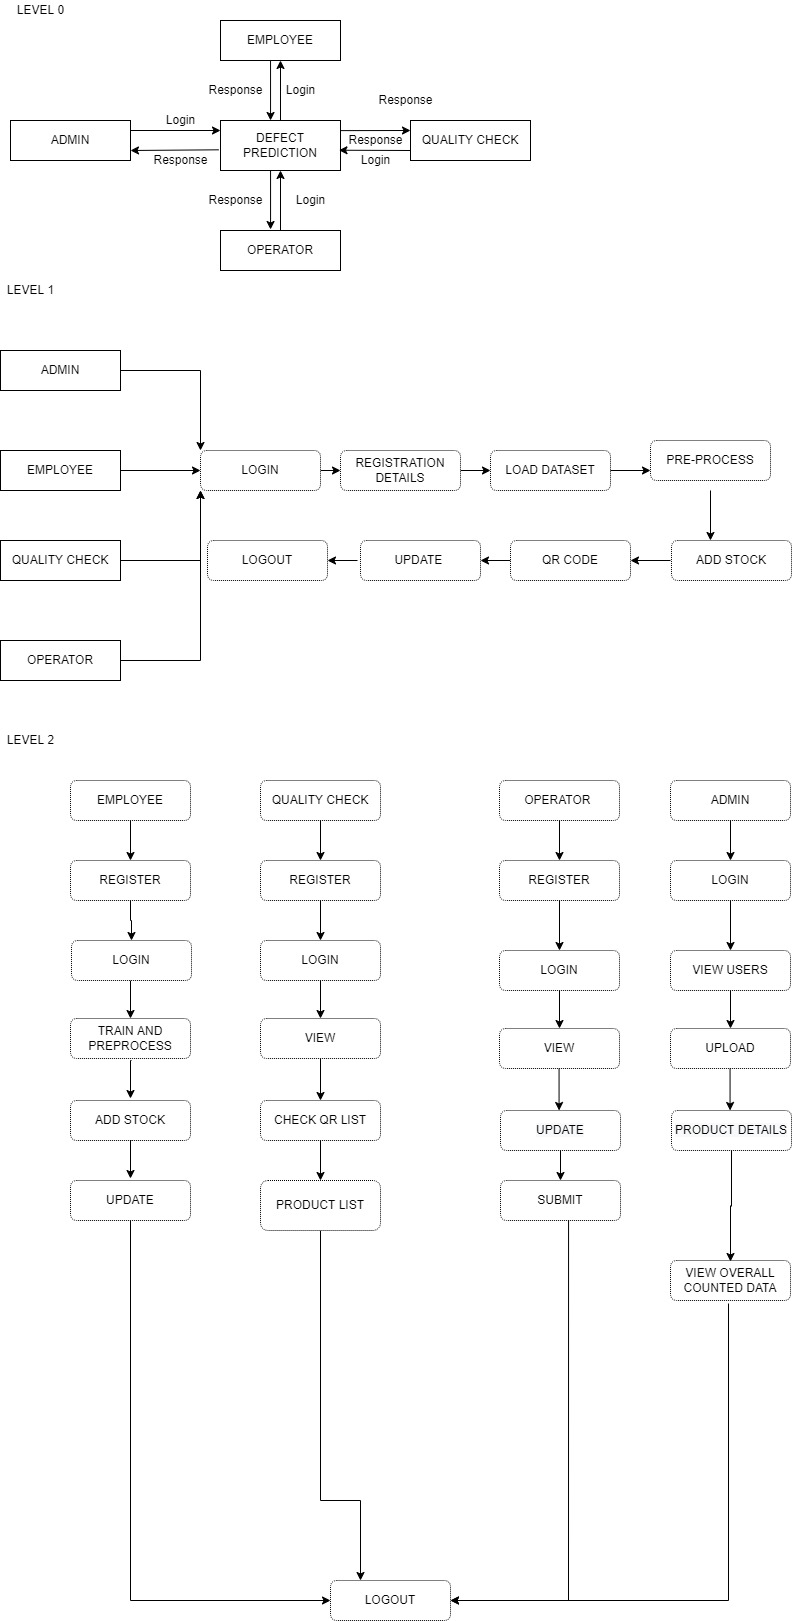 LEVEL 0
EMPLOYEE
Response
Login
Response
Login
ADMIN
DEFECT
PREDICTION
Response
QUALITY CHECK
Response
Login
Response
Login
OPERATOR
LEVEL 1
ADMIN
EMPLOYEE
LOGIN
REGISTRATION
DETAILS
LOAD DATASET
PRE-PROCESS
QUALITY CHECK
LOGOUT
UPDATE
QR CODE
ADD STOCK
OPERATOR
LEVEL 2
EMPLOYEE
QUALITY CHECK
OPERATOR
ADMIN
REGISTER
REGISTER
REGISTER
LOGIN
LOGIN
LOGIN
LOGIN
VIEW USERS
TRAIN AND
PREPROCESS
VIEW
VIEW
UPLOAD
ADD STOCK
CHECK QR LIST
UPDATE
PRODUCT DETAILS
UPDATE
PRODUCT LIST
SUBMIT
VIEW OVERALL
COUNTED DATA
LOGOUT